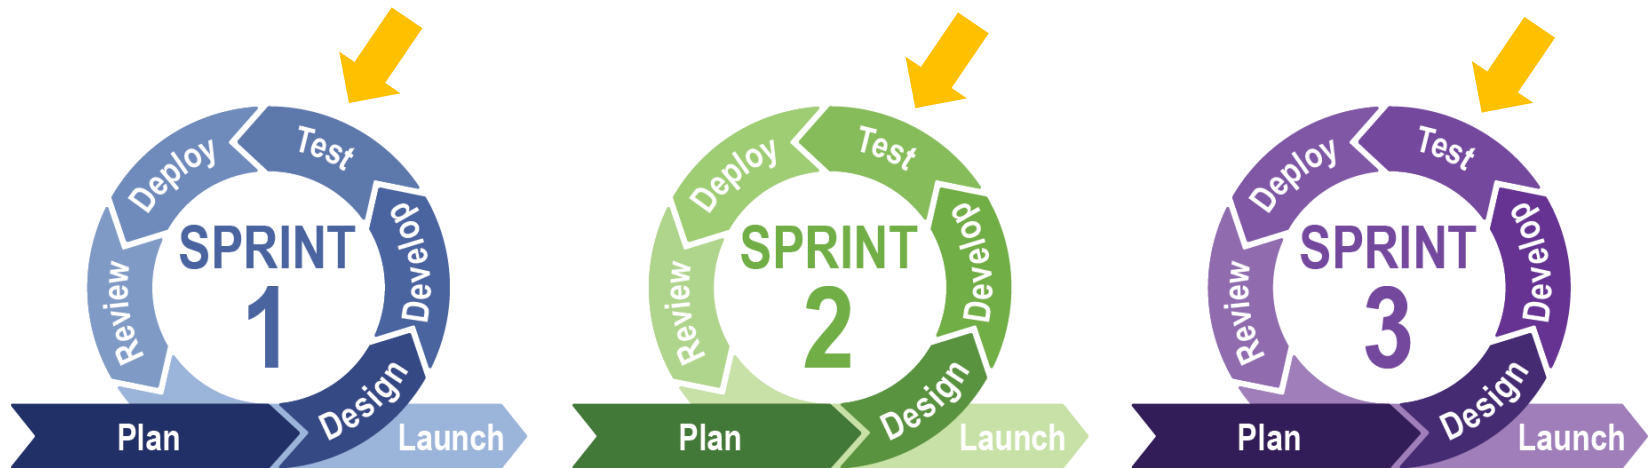 Plan
Design
Develop
Test
Deploy
Review
Launch
SPRINT
1
Plan
Design
Develop
Test
Deploy
Review
Launch
SPRINT
2
Plan
Design
Develop
Test
Deploy
Review
Launch
SPRINT
3